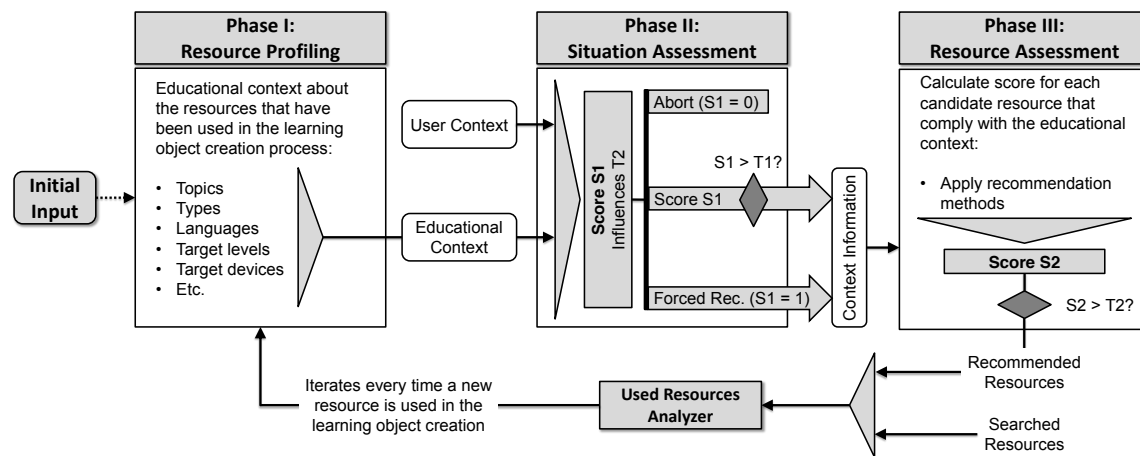 Phase I:
Resource Profiling
Educational context about
the resources that have
been used in the learning
object creation process:
• Topics
• Types
• Languages
• Target levels
• Target devices
• Etc.
Initial
Input
User Context
Educational
Context
Phase II:
Situation Assessment
Score S1
Influences T2
Abort (S1 = 0)
S1 > T1?
Score S1
Forced Rec. (S1 = 1)
Context Information
Phase III:
Resource Assessment
Calculate score for each
candidate resource that
comply with the educational
context:
• Apply recommendation
methods
Score S2
S2 > T2?
Recommended
Resources
Searched
Resources
Used Resources
Analyzer
Iterates every time a new
resource is used in the
learning object creation